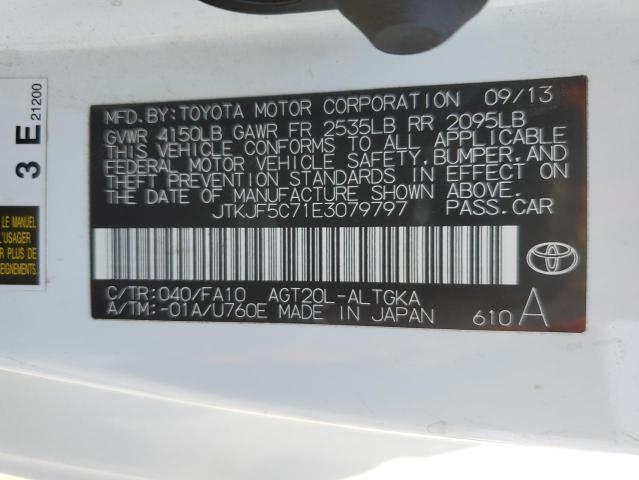 MFD.BY:TOYOTA MOTOR CORPORATION 09/13
GVWR 4150LB GAWR FR 2535LB RR 2095LB
THIS VEHICLE CONFORMS TO ALL APPLICABLE
FEDERAL MOTOR VEHICLE SAFETY,BUMPER,AND
THEFT PREVENTION STANDARDS IN EFFECT ON
THE DATE OF MANUFACTURE SHOWN ABOVE.
JTKJF5C71E3079797 PASS.CAR
C/TR:040/FA10 AGT20L-ALTGKA
A/TM:-01A/U760E MADE IN JAPAN 610 A
3 E 21200
LE MANUEL
L'USAGER
R PLUS DE
EIGNEMENTS